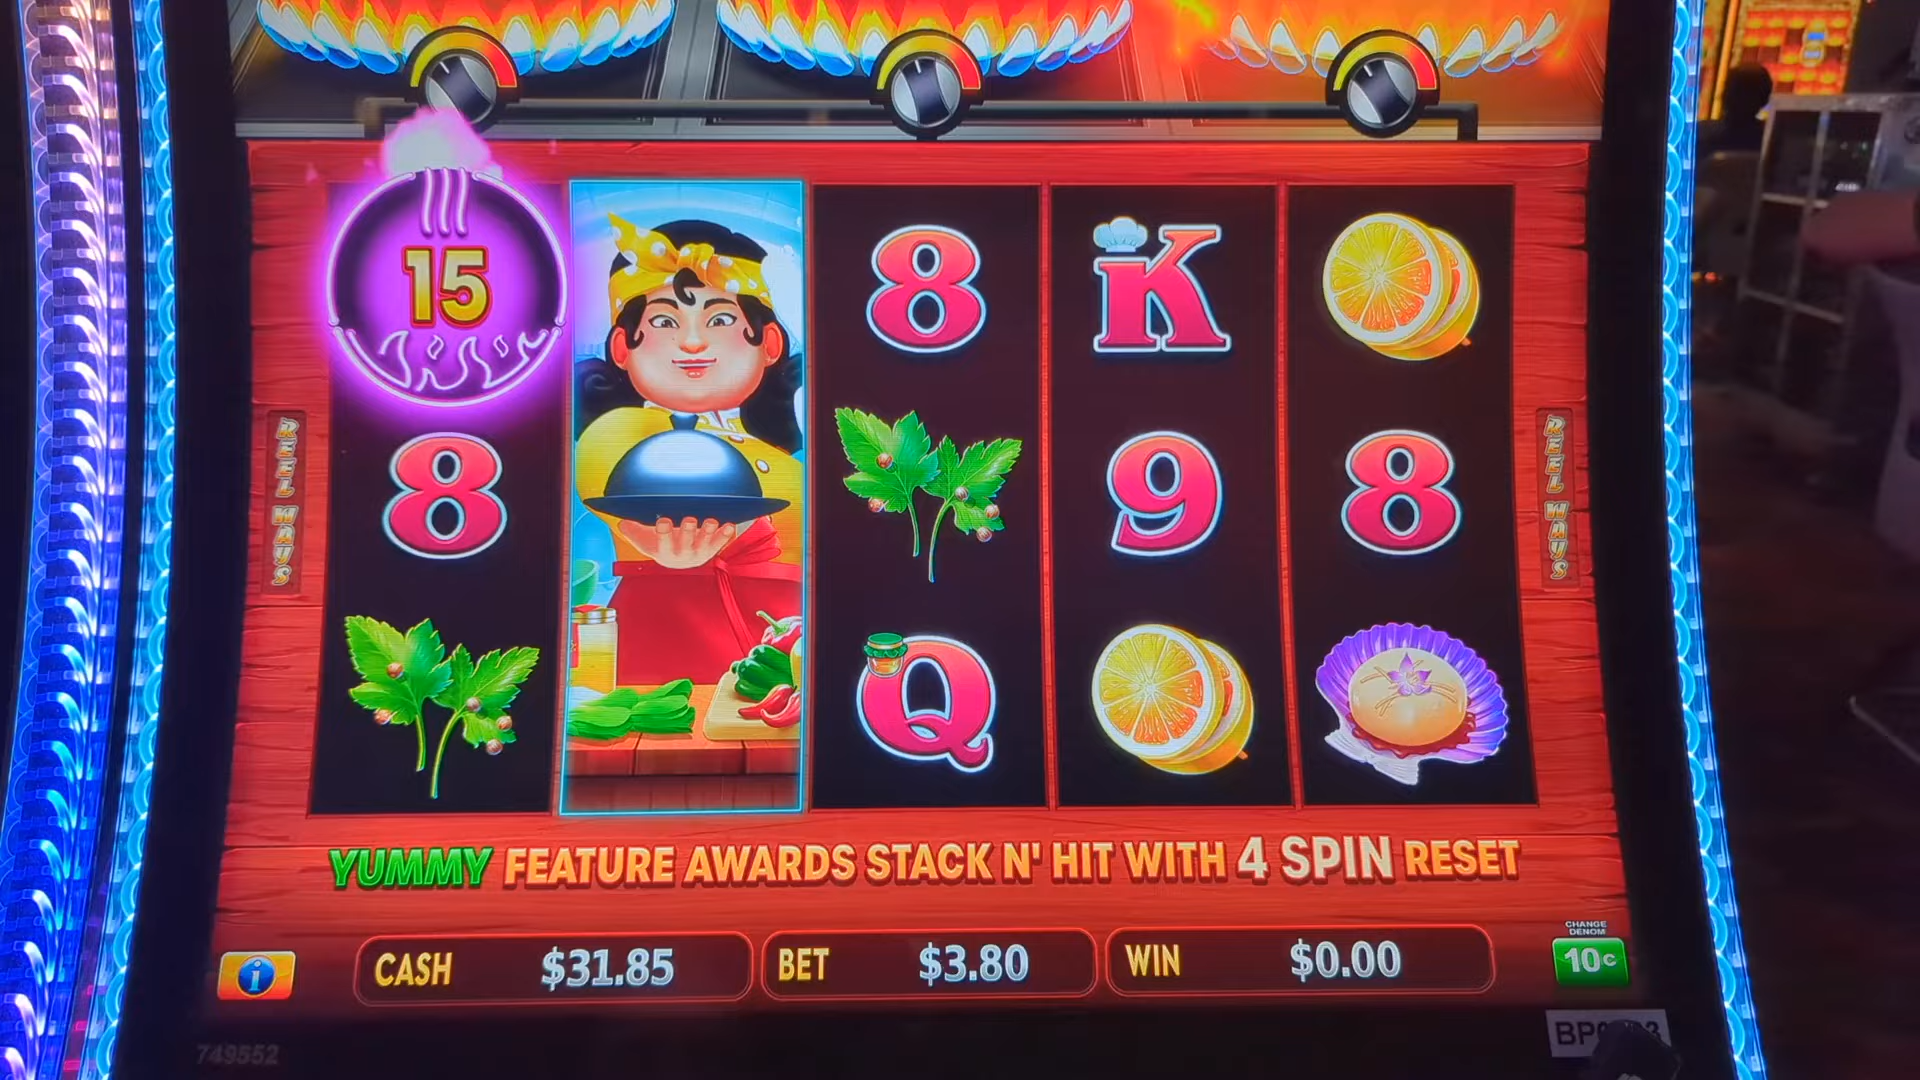 15
8
K
8
9
8
Q
REEL WAYS
REEL WAYS
YUMMY FEATURE AWARDS STACK N' HIT WITH 4 SPIN RESET
CHANGE
DENOM
CASH $31.85 BET $3.80 WIN $0.00 10¢
749552